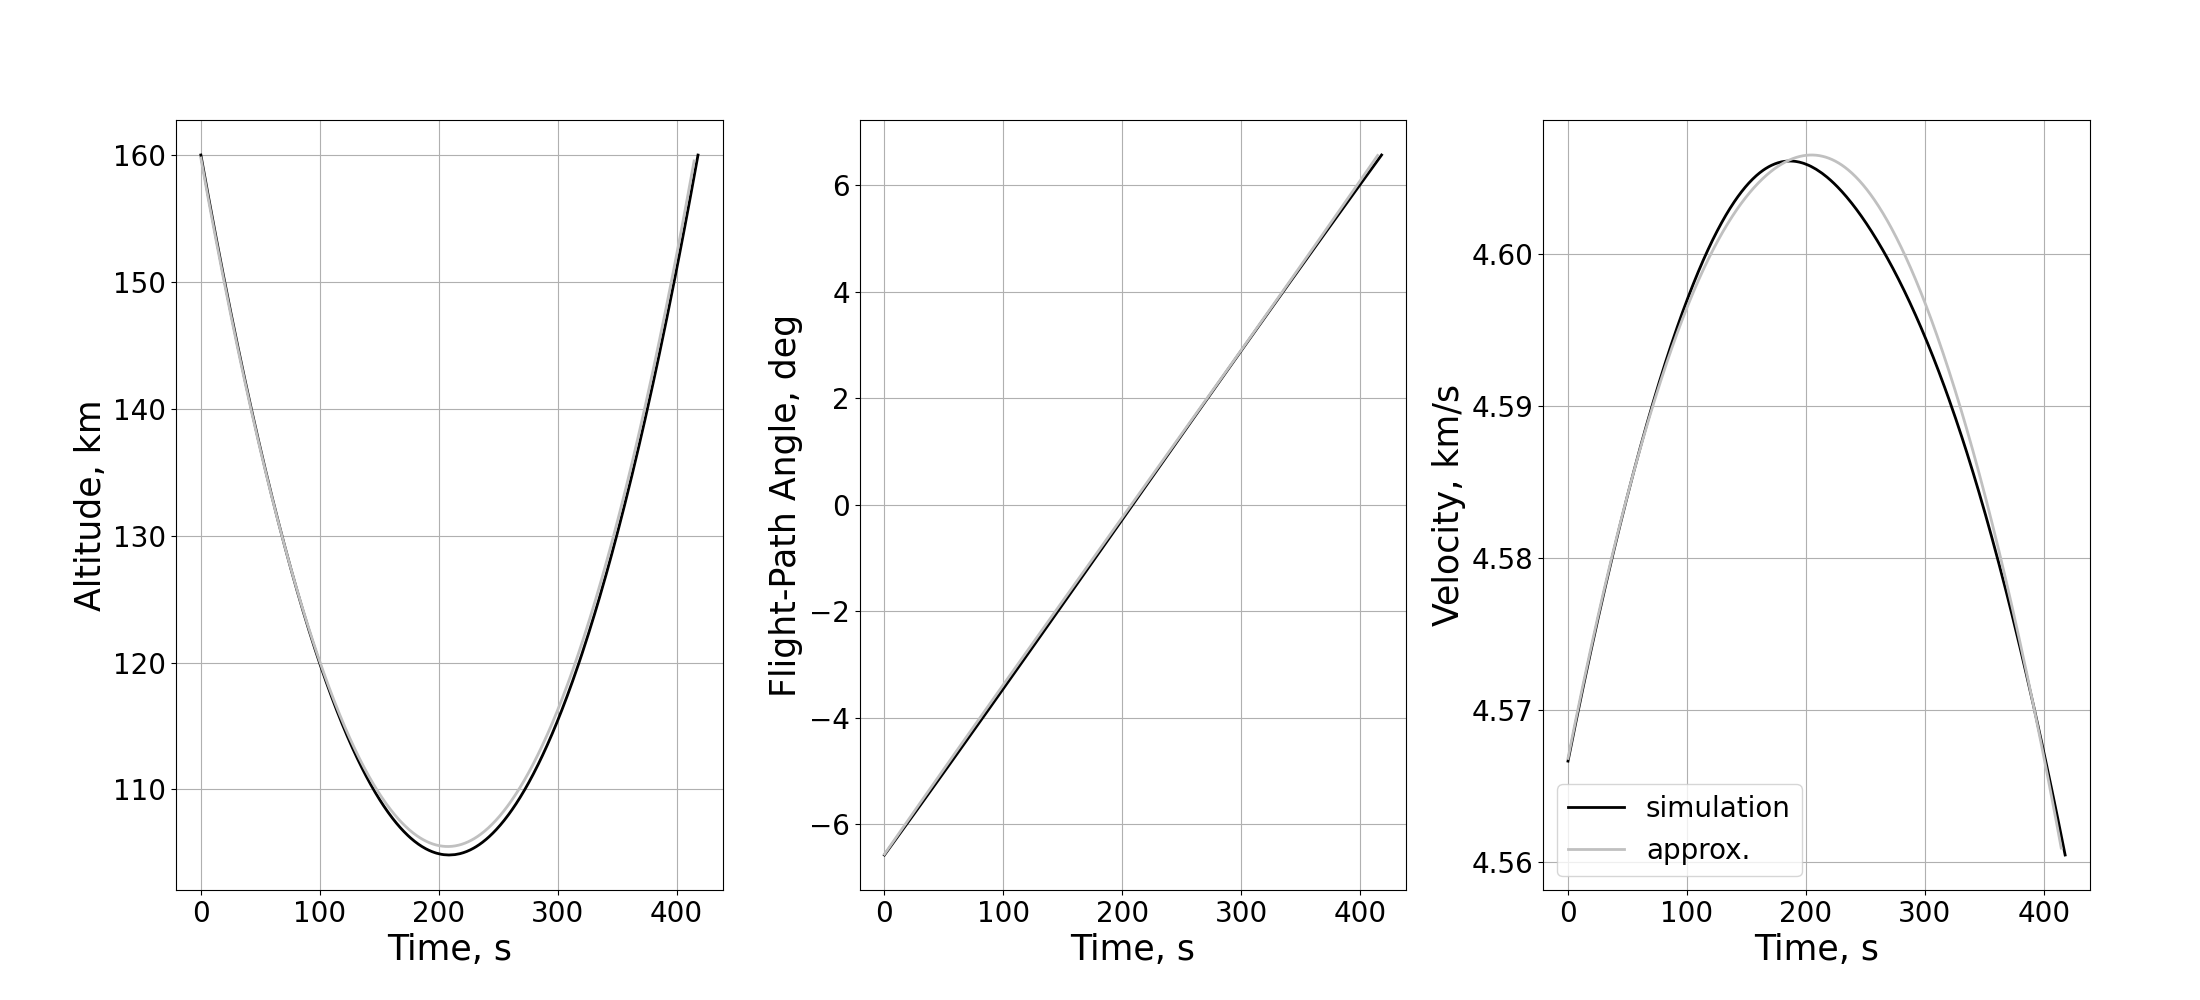 Altitude, km
160
150
140
130
120
110
0 100 200 300 400
Time, s
Flight-Path Angle, deg
6
4
2
0
−2
−4
−6
0 100 200 300 400
Time, s
Velocity, km/s
4.60
4.59
4.58
4.57
4.56
simulation
approx.
0 100 200 300 400
Time, s